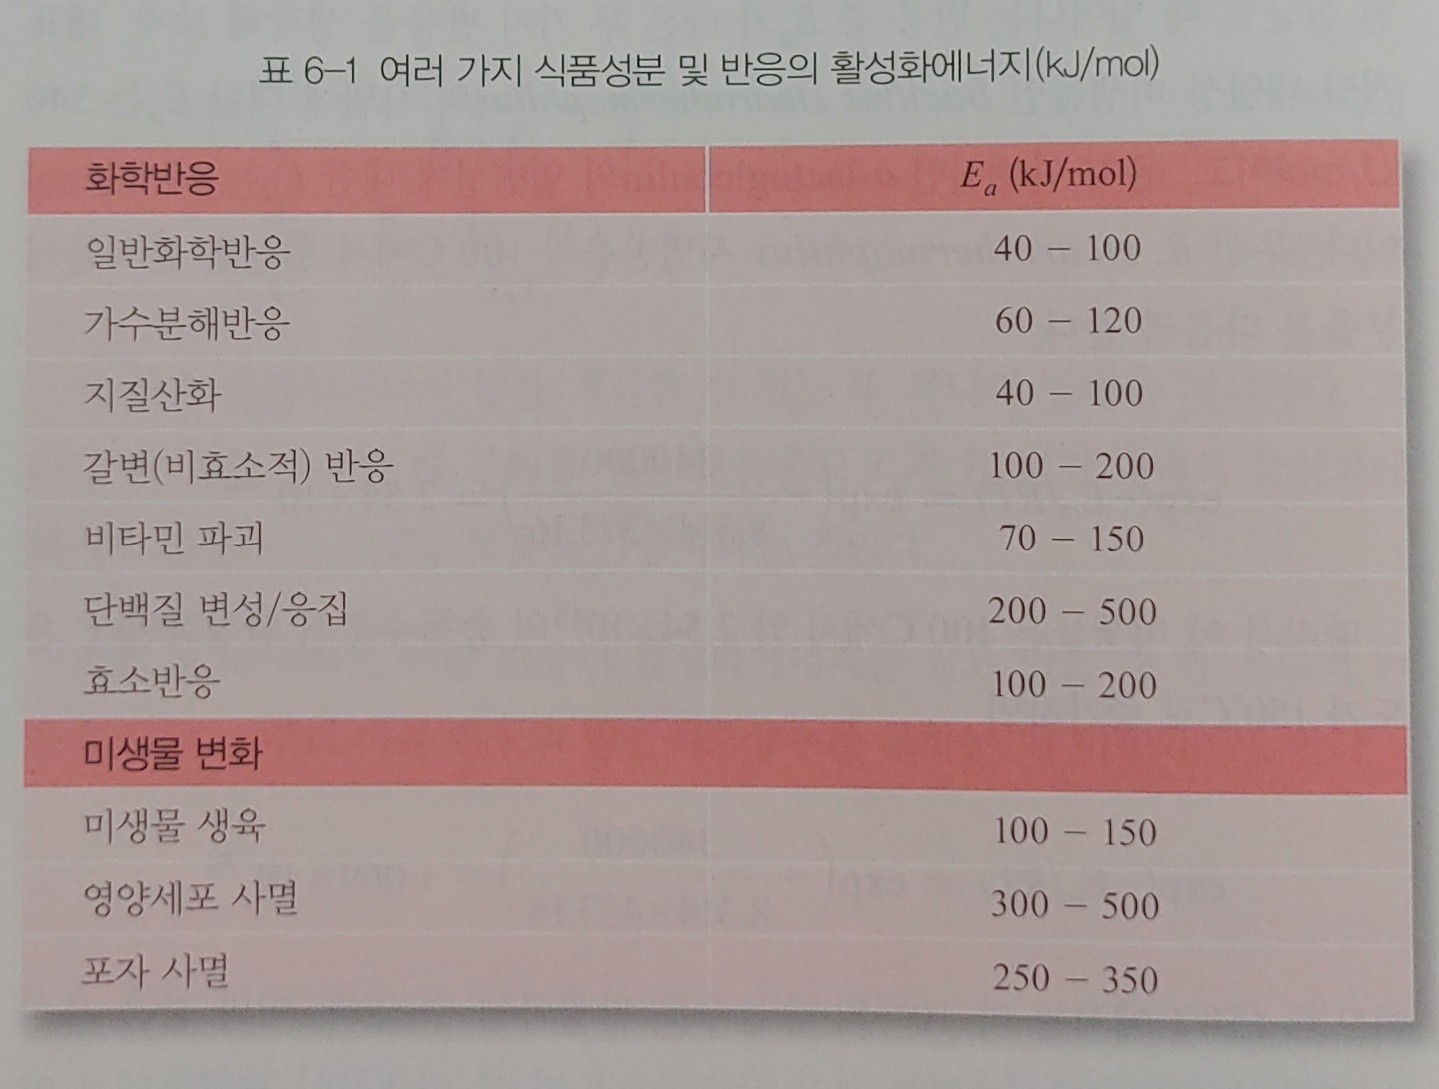 표 6-1 여러 가지 식품성분 및 반응의 활성화에너지(kJ/mol)
화학반응 Ea (kJ/mol)
일반화학반응 40 − 100
가수분해반응 60 − 120
지질산화 40 − 100
갈변(비효소적) 반응 100 − 200
비타민 파괴 70 − 150
단백질 변성/응집 200 − 500
효소반응 100 − 200
미생물 변화
미생물 생육 100 − 150
영양세포 사멸 300 − 500
포자 사멸 250 − 350